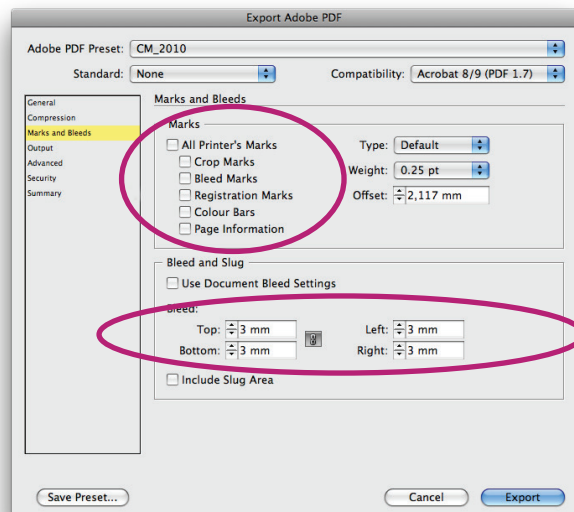 Export Adobe PDF
Adobe PDF Preset: CM_2010
Standard: None Compatibility: Acrobat 8/9 (PDF 1.7)
General
Compression
Marks and Bleeds
Output
Advanced
Security
Summary
Marks and Bleeds
Marks
All Printer's Marks
Crop Marks
Bleed Marks
Registration Marks
Colour Bars
Page Information
Type: Default
Weight: 0.25 pt
Offset: 2,117 mm
Bleed and Slug
Use Document Bleed Settings
Bleed:
Top: 3 mm Left: 3 mm
Bottom: 3 mm Right: 3 mm
Include Slug Area
Save Preset... Cancel Export